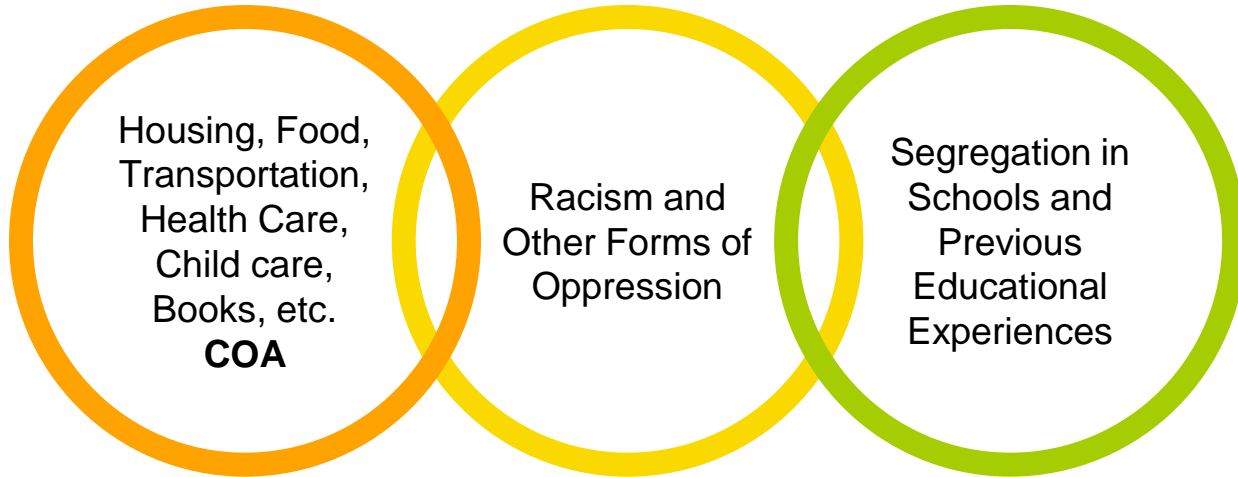 Housing, Food,
Transportation,
Health Care,
Child care,
Books, etc.
COA
Racism and
Other Forms of
Oppression
Segregation in
Schools and
Previous
Educational
Experiences